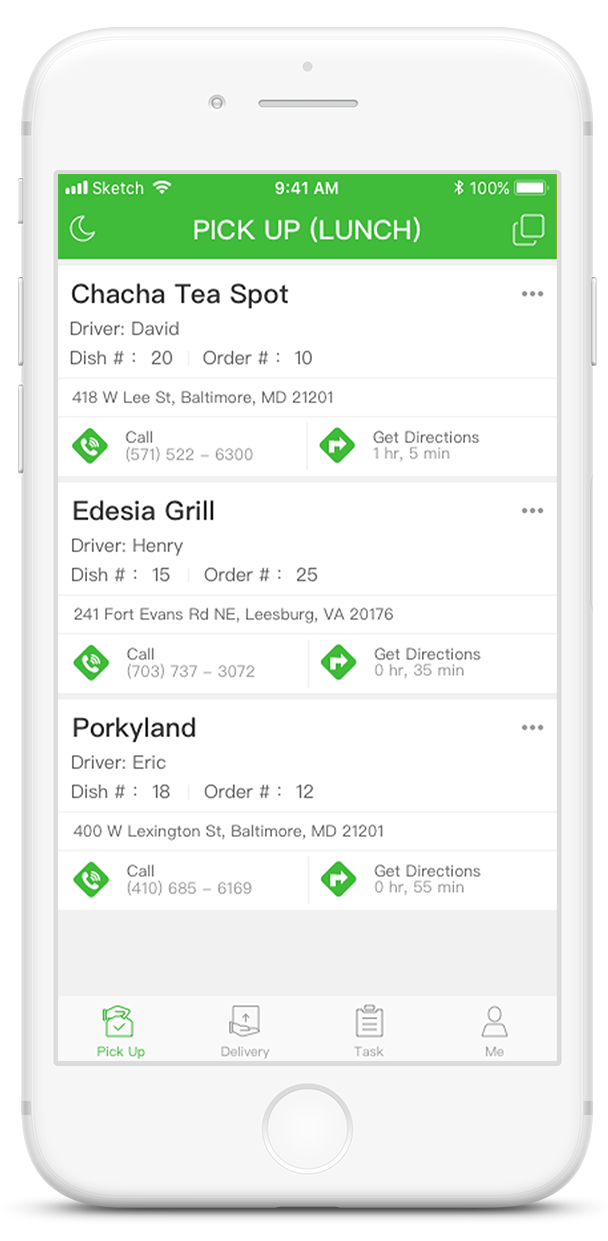 Sketch 9:41 AM 100%
PICK UP (LUNCH)
Chacha Tea Spot
Driver: David
Dish # : 20 Order # : 10
418 W Lee St, Baltimore, MD 21201
Call Get Directions
(571) 522 – 6300 1 hr, 5 min
Edesia Grill
Driver: Henry
Dish # : 15 Order # : 25
241 Fort Evans Rd NE, Leesburg, VA 20176
Call Get Directions
(703) 737 – 3072 0 hr, 35 min
Porkyland
Driver: Eric
Dish # : 18 Order # : 12
400 W Lexington St, Baltimore, MD 21201
Call Get Directions
(410) 685 – 6169 0 hr, 55 min
Pick Up Delivery Task Me